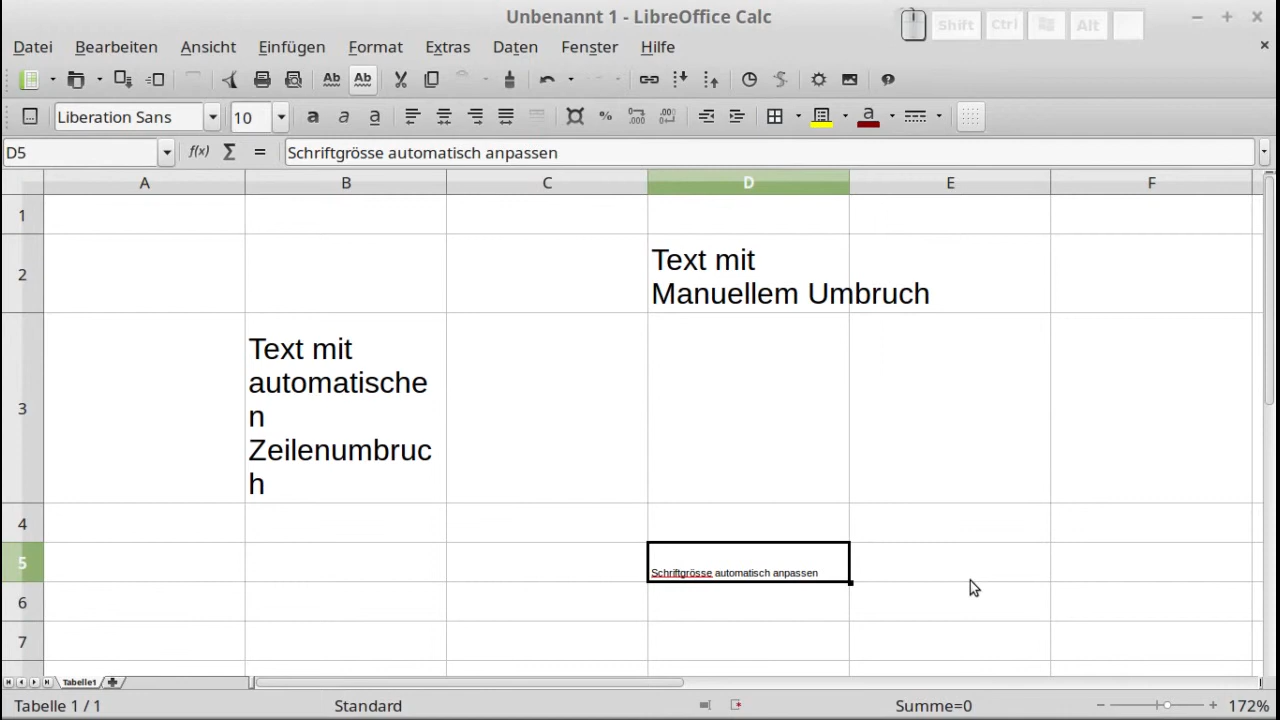 Unbenannt 1 - LibreOffice Calc
Shift Ctrl Alt
Datei Bearbeiten Ansicht Einfügen Format Extras Daten Fenster Hilfe
Liberation Sans 10 a a a % 
D5 f(x) Σ = Schriftgrösse automatisch anpassen
A B C D E F
1
2
Text mit
Manuellem Umbruch
3
Text mit
automatische
n
Zeilenumbruc
h
4
5 Schriftgrösse automatisch anpassen
6
7
Tabelle1
Tabelle 1 / 1 Standard Summe=0 172%